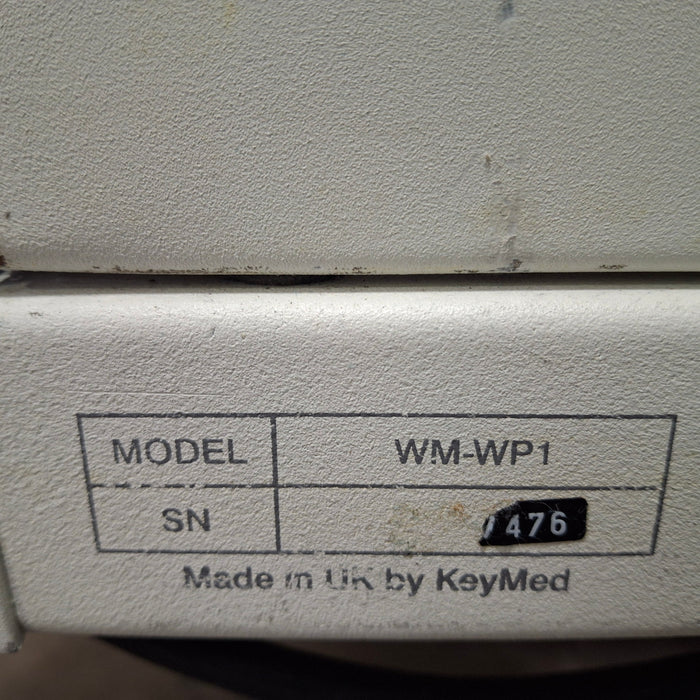 MODEL WM-WP1
SN 476
Made in UK by KeyMed